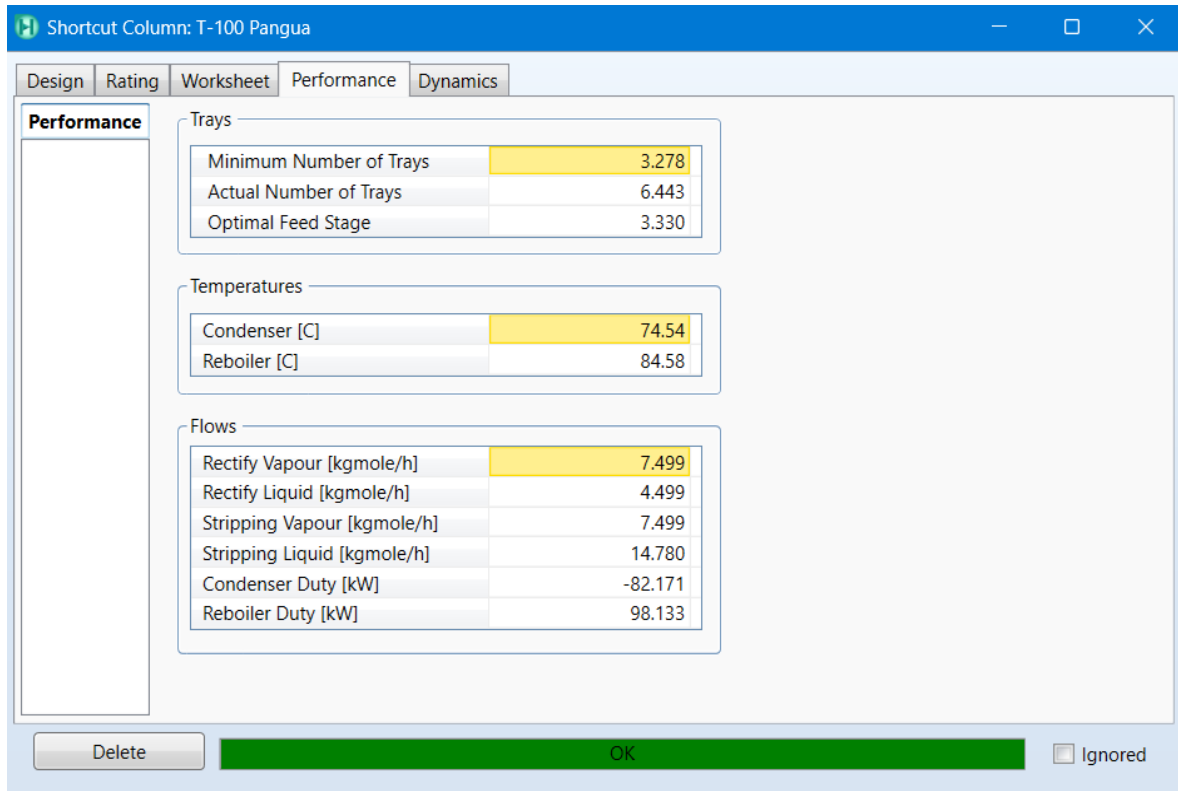 Shortcut Column: T-100 Pangua
Design Rating Worksheet Performance Dynamics
Performance
Trays
Minimum Number of Trays 3.278
Actual Number of Trays 6.443
Optimal Feed Stage 3.330
Temperatures
Condenser [C] 74.54
Reboiler [C] 84.58
Flows
Rectify Vapour [kgmole/h] 7.499
Rectify Liquid [kgmole/h] 4.499
Stripping Vapour [kgmole/h] 7.499
Stripping Liquid [kgmole/h] 14.780
Condenser Duty [kW] -82.171
Reboiler Duty [kW] 98.133
Delete OK Ignored